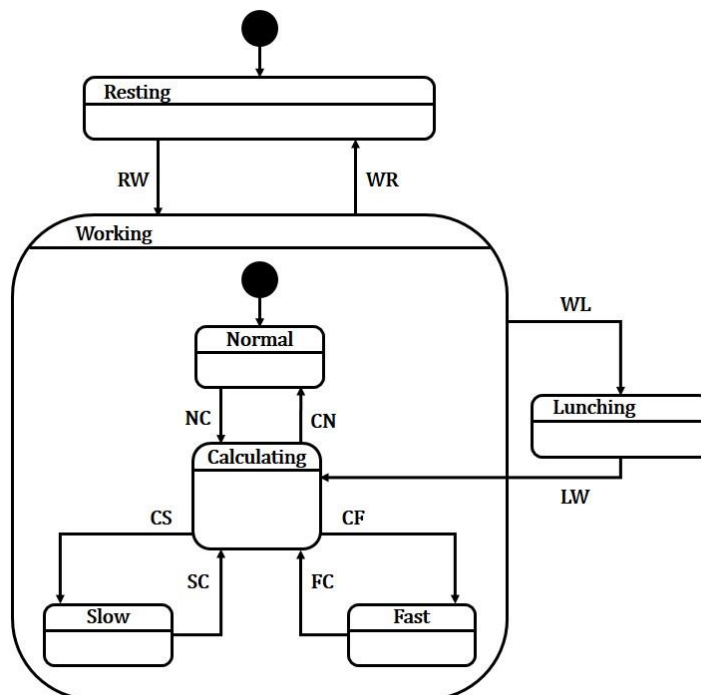 Resting
RW
WR
Working
WL
Normal
Lunching
NC
CN
Calculating
LW
CS
CF
SC
FC
Slow
Fast